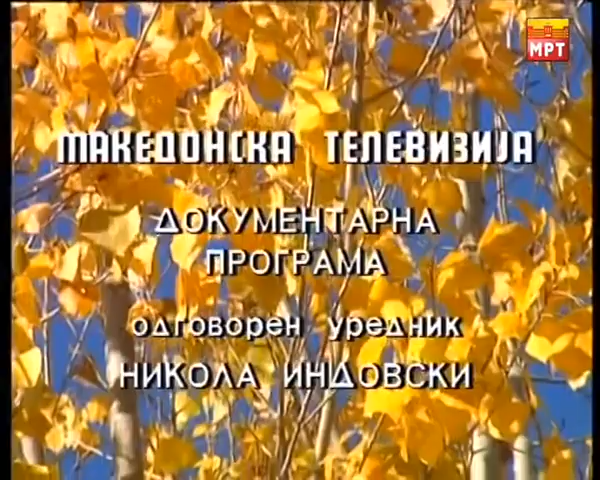 МРТ
МАКЕДОНСКА ТЕЛЕВИЗИЈА
ДОКУМЕНТАРНА
ПРОГРАМА
одговорен уредник
НИКОЛА ИНДОВСКИ